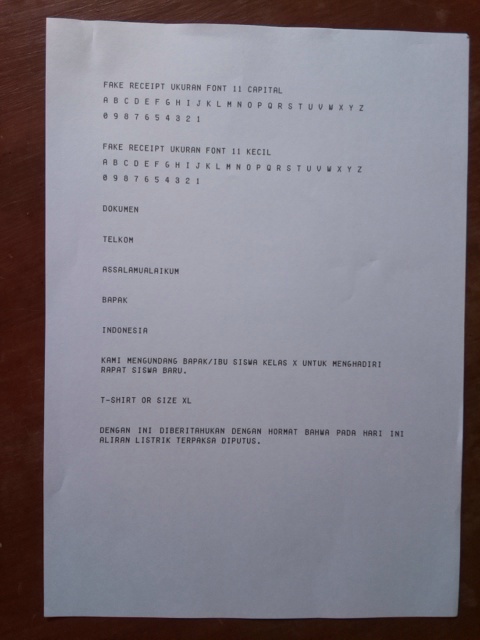 FAKE RECEIPT UKURAN FONT 11 CAPITAL
A B C D E F G H I J K L M N O P Q R S T U V W X Y Z
0 9 8 7 6 5 4 3 2 1
FAKE RECEIPT UKURAN FONT 11 KECIL
A B C D E F G H I J K L M N O P Q R S T U V W X Y Z
0 9 8 7 6 5 4 3 2 1
DOKUMEN
TELKOM
ASSALAMUALAIKUM
BAPAK
INDONESIA
KAMI MENGUNDANG BAPAK/IBU SISWA KELAS X UNTUK MENGHADIRI
RAPAT SISWA BARU.
T-SHIRT OR SIZE XL
DENGAN INI DIBERITAHUKAN DENGAN HORMAT BAHWA PADA HARI INI
ALIRAN LISTRIK TERPAKSA DIPUTUS.